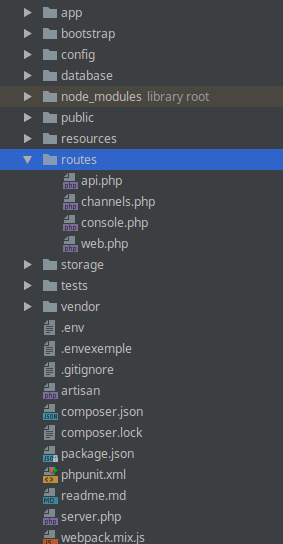 app
bootstrap
config
database
node_modules library root
public
resources
routes
api.php
channels.php
console.php
web.php
storage
tests
vendor
.env
.envexemple
.gitignore
artisan
composer.json
composer.lock
package.json
phpunit.xml
readme.md
server.php
webpack.mix.js